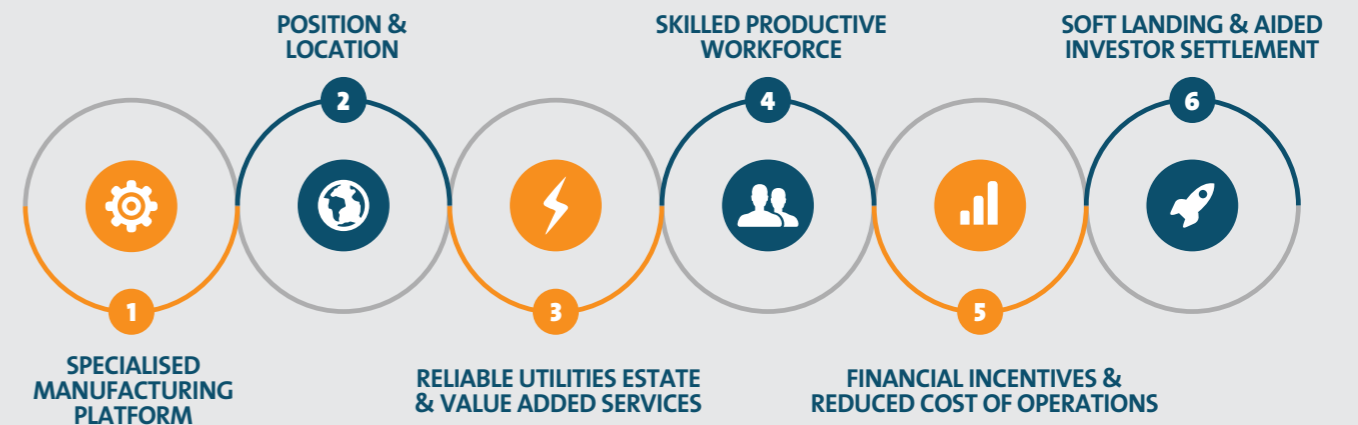 1
SPECIALISED
MANUFACTURING
PLATFORM
POSITION &
LOCATION
2
3
RELIABLE UTILITIES ESTATE
& VALUE ADDED SERVICES
SKILLED PRODUCTIVE
WORKFORCE
4
5
FINANCIAL INCENTIVES &
REDUCED COST OF OPERATIONS
SOFT LANDING & AIDED
INVESTOR SETTLEMENT
6